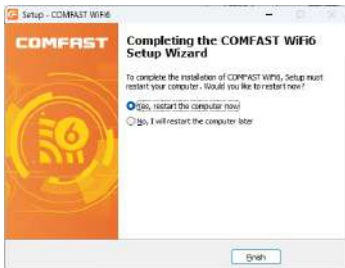 Setup - COMFAST WiFi6
COMFAST
Completing the COMFAST WiFi6
Setup Wizard
To complete the installation of COMFAST WiFi6, Setup must
restart your computer. Would you like to restart now?
Yes, restart the computer now
No, I will restart the computer later
6
Finish